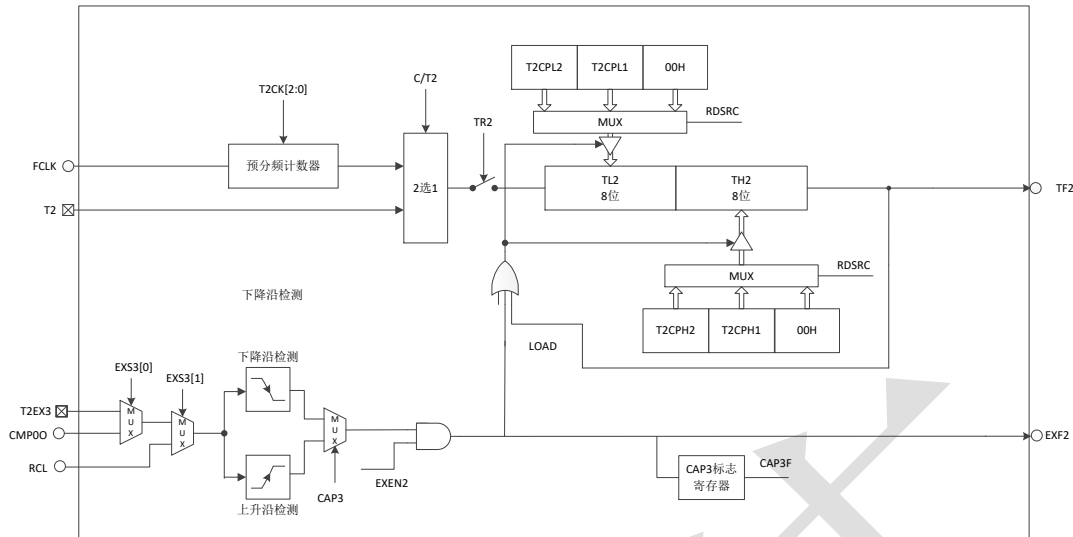 T2CPL2 T2CPL1 00H
C/T2
T2CK[2:0]
TR2
MUX
RDSRC
FCLK
预分频计数器
2选1
TL2
8位
TH2
8位
TF2
T2
RDSRC
MUX
下降沿检测
T2CPH2 T2CPH1 00H
LOAD
下降沿检测
EXS3[0]
EXS3[1]
T2EX3
MUX
MUX
MUX
CMP0O
EXF2
RCL
EXEN2
CAP3
CAP3标志
寄存器
CAP3F
上升沿检测